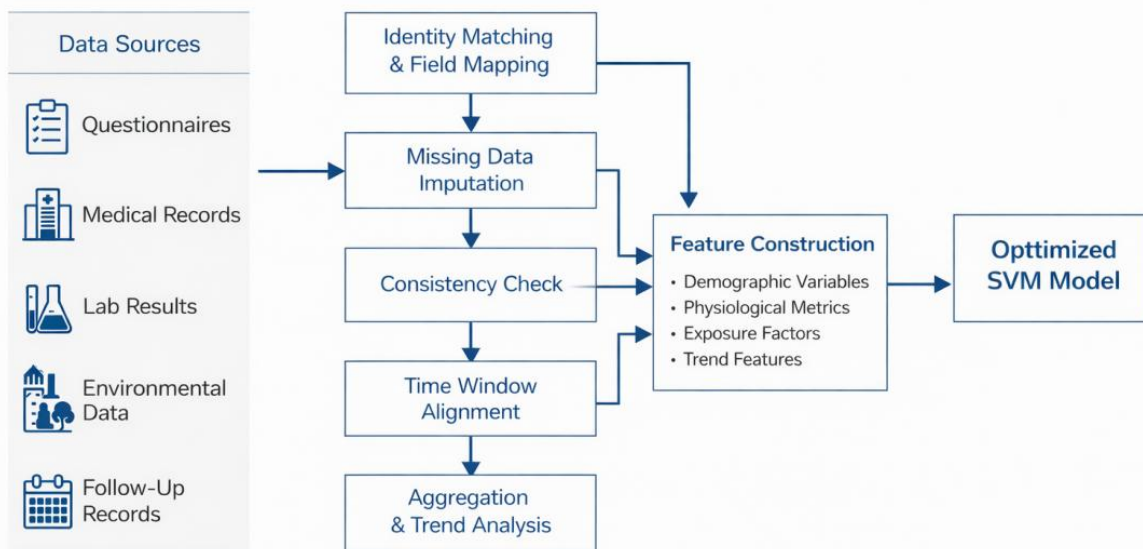 Data Sources
Questionnaires
Medical Records
Lab Results
Environmental
Data
Follow-Up
Records
Identity Matching
& Field Mapping
Missing Data
Imputation
Consistency Check
Time Window
Alignment
Aggregation
& Trend Analysis
Feature Construction
• Demographic Variables
• Physiological Metrics
• Exposure Factors
• Trend Features
Opttimized
SVM Model